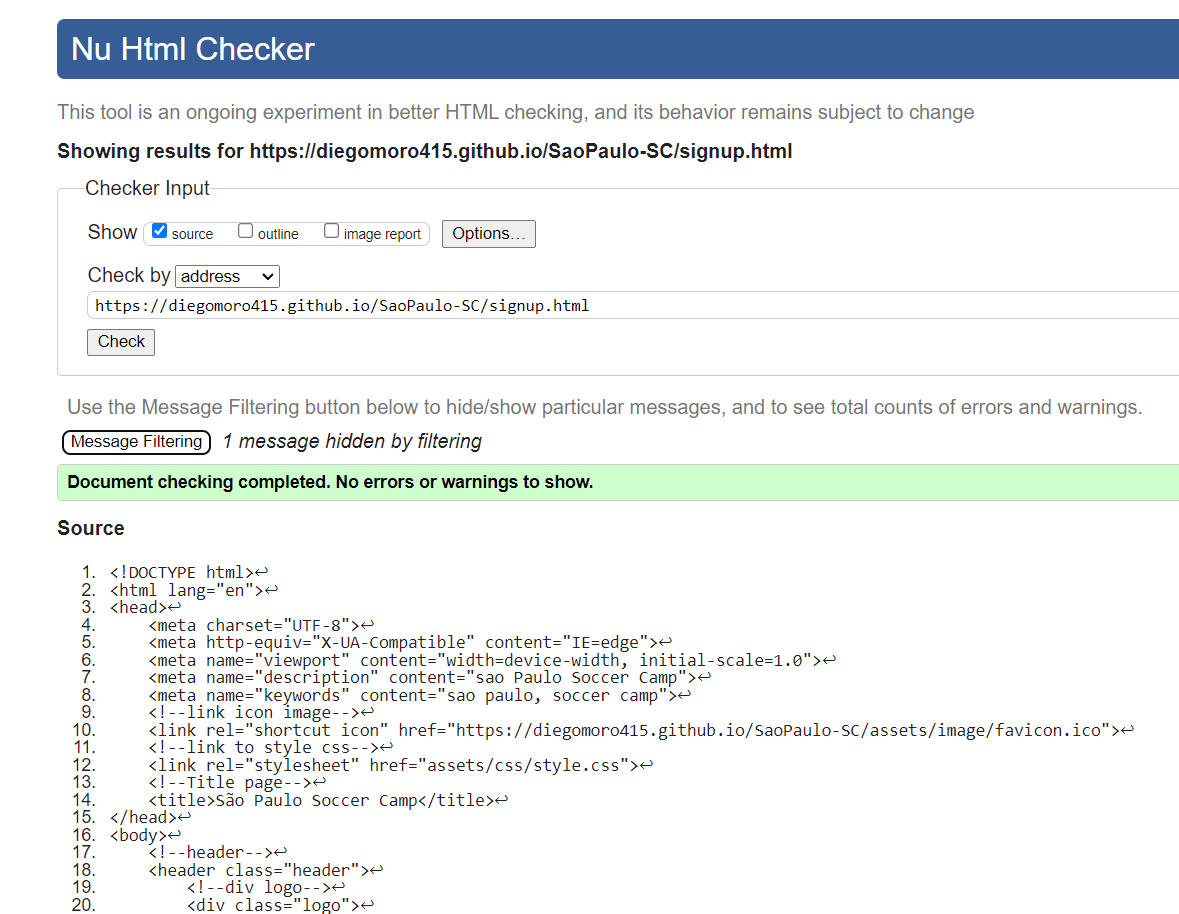 Nu Html Checker
This tool is an ongoing experiment in better HTML checking, and its behavior remains subject to change
Showing results for https://diegomoro415.github.io/SaoPaulo-SC/signup.html
Checker Input
Show source outline image report Options...
Check by address
https://diegomoro415.github.io/SaoPaulo-SC/signup.html
Check
Use the Message Filtering button below to hide/show particular messages, and to see total counts of errors and warnings.
Message Filtering 1 message hidden by filtering
Document checking completed. No errors or warnings to show.
Source
1. <!DOCTYPE html>↩
2. <html lang="en">↩
3. <head>↩
4. <meta charset="UTF-8">↩
5. <meta http-equiv="X-UA-Compatible" content="IE=edge">↩
6. <meta name="viewport" content="width=device-width, initial-scale=1.0">↩
7. <meta name="description" content="sao Paulo Soccer Camp">↩
8. <meta name="keywords" content="sao paulo, soccer camp">↩
9. <!--link icon image-->↩
10. <link rel="shortcut icon" href="https://diegomoro415.github.io/SaoPaulo-SC/assets/image/favicon.ico">↩
11. <!--link to style css-->↩
12. <link rel="stylesheet" href="assets/css/style.css">↩
13. <!--Title page-->↩
14. <title>São Paulo Soccer Camp</title>↩
15. </head>↩
16. <body>↩
17. <!--header-->↩
18. <header class="header">↩
19. <!--div logo-->↩
20. <div class="logo">↩